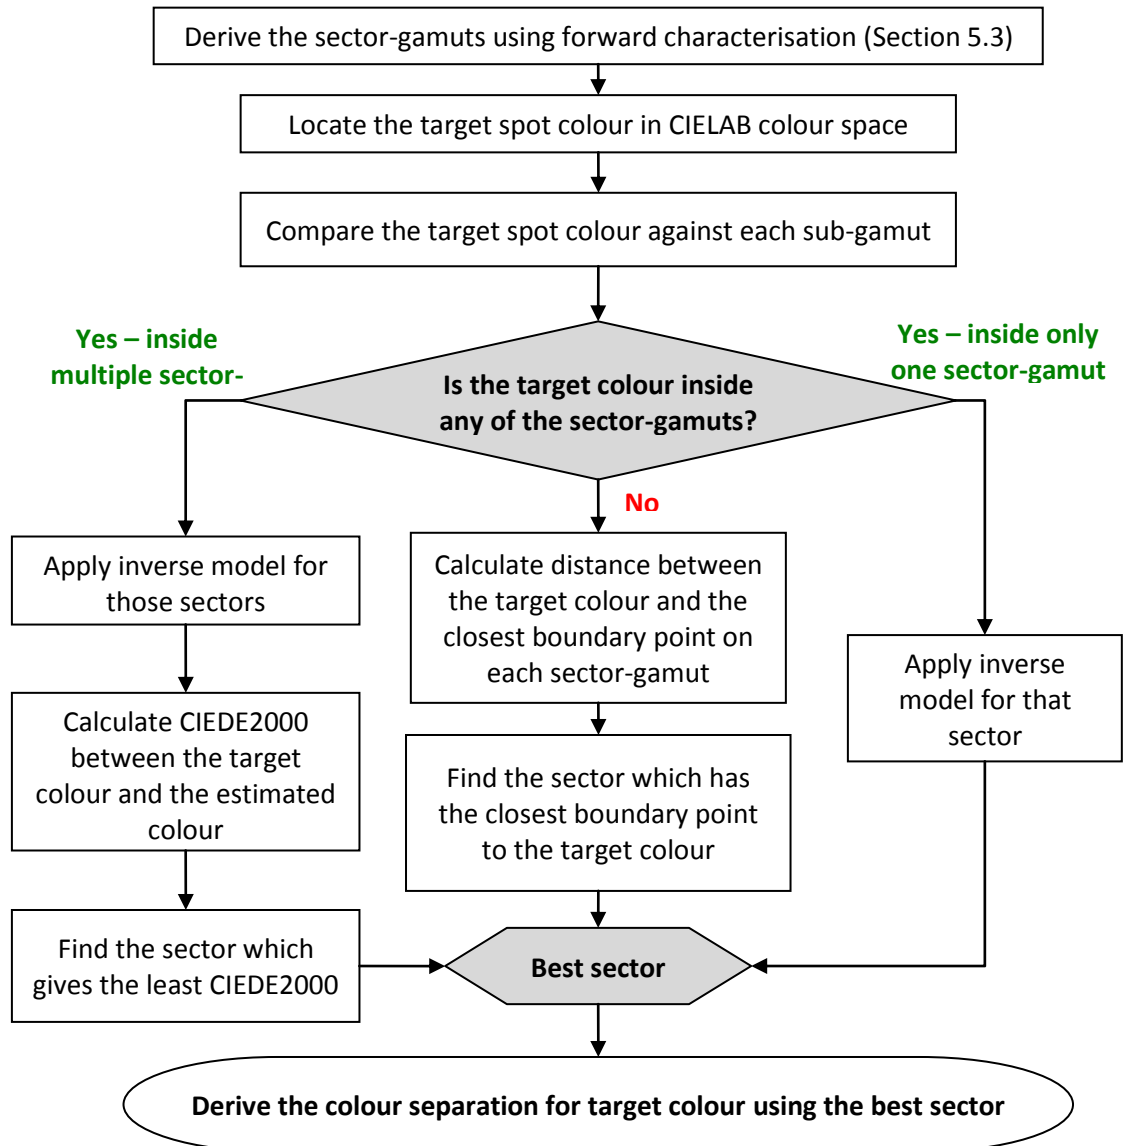 Derive the sector-gamuts using forward characterisation (Section 5.3)
Locate the target spot colour in CIELAB colour space
Compare the target spot colour against each sub-gamut
Yes – inside
multiple sector-
Yes – inside only
one sector-gamut
Is the target colour inside
any of the sector-gamuts?
No
Apply inverse model for
those sectors
Calculate distance between
the target colour and the
closest boundary point on
each sector-gamut
Apply inverse
model for that
sector
Calculate CIEDE2000
between the target
colour and the estimated
colour
Find the sector which has
the closest boundary point
to the target colour
Find the sector which
gives the least CIEDE2000
Best sector
Derive the colour separation for target colour using the best sector